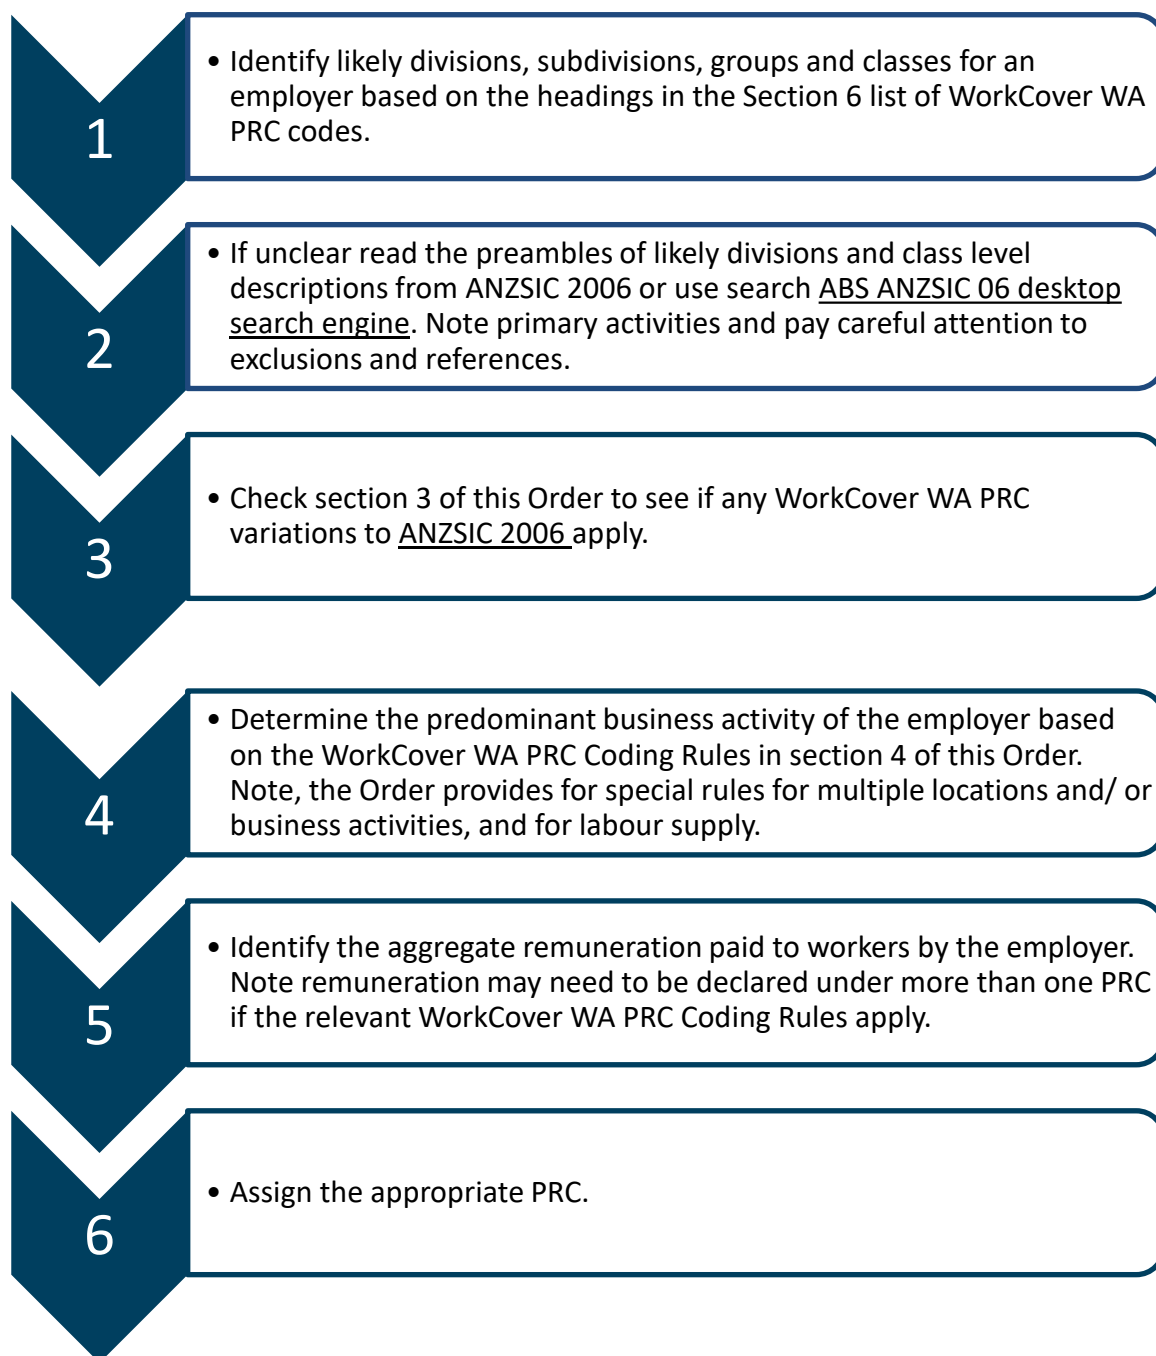 1
• Identify likely divisions, subdivisions, groups and classes for an
employer based on the headings in the Section 6 list of WorkCover WA
PRC codes.
2
• If unclear read the preambles of likely divisions and class level
descriptions from ANZSIC 2006 or use search ABS ANZSIC 06 desktop
search engine. Note primary activities and pay careful attention to
exclusions and references.
3
• Check section 3 of this Order to see if any WorkCover WA PRC
variations to ANZSIC 2006 apply.
4
• Determine the predominant business activity of the employer based
on the WorkCover WA PRC Coding Rules in section 4 of this Order.
Note, the Order provides for special rules for multiple locations and/ or
business activities, and for labour supply.
5
• Identify the aggregate remuneration paid to workers by the employer.
Note remuneration may need to be declared under more than one PRC
if the relevant WorkCover WA PRC Coding Rules apply.
6
• Assign the appropriate PRC.